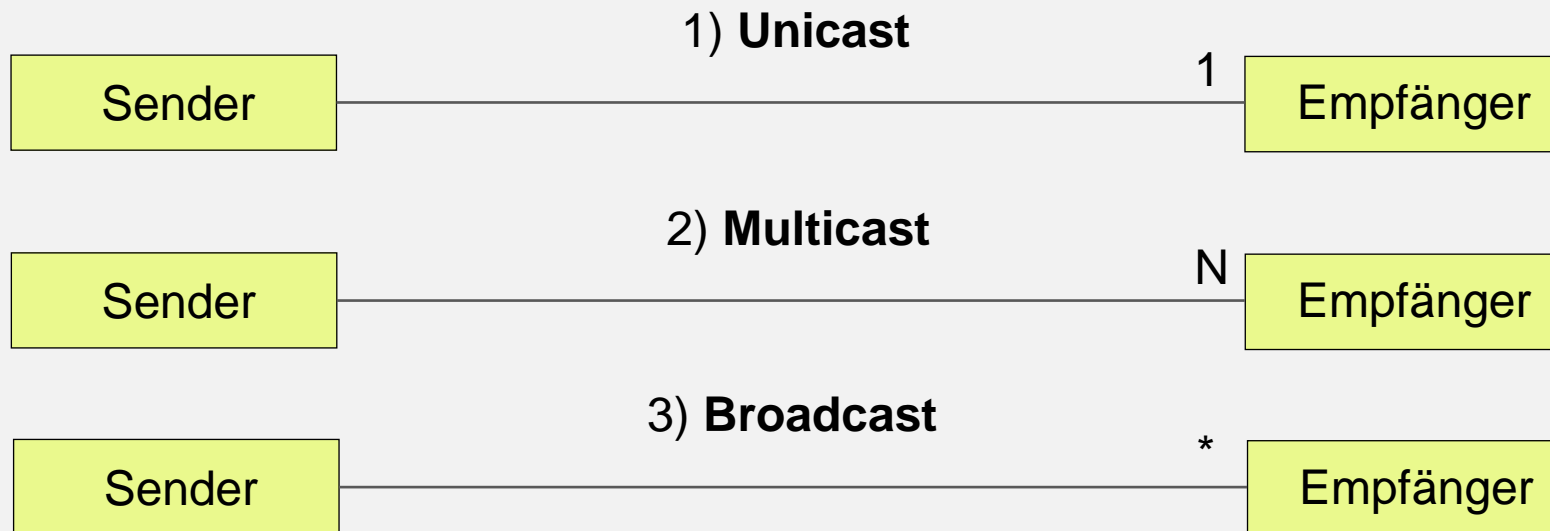 1) Unicast
Sender
1
Empfänger
2) Multicast
Sender
N
Empfänger
3) Broadcast
Sender
*
Empfänger